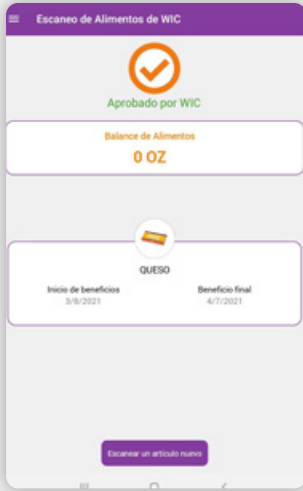 Escaneo de Alimentos de WIC
Aprobado por WIC
Balance de Alimentos
0 OZ
QUESO
Inicio de beneficios
3/8/2021
Beneficio final
4/7/2021
Escanear un artículo nuevo